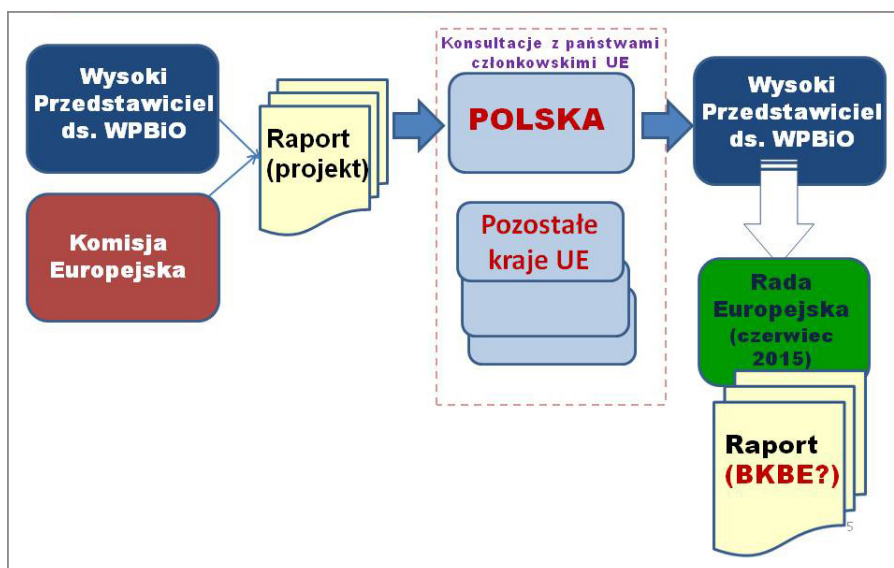 Wysoki
Przedstawiciel
ds. WPBiO
Komisja
Europejska
Raport
(projekt)
Konsultacje z państwami
członkowskimi UE
POLSKA
Pozostałe
kraje UE
Wysoki
Przedstawiciel
ds. WPBiO
Rada
Europejska
(czerwiec
2015)
Raport
(BKBE?)
5